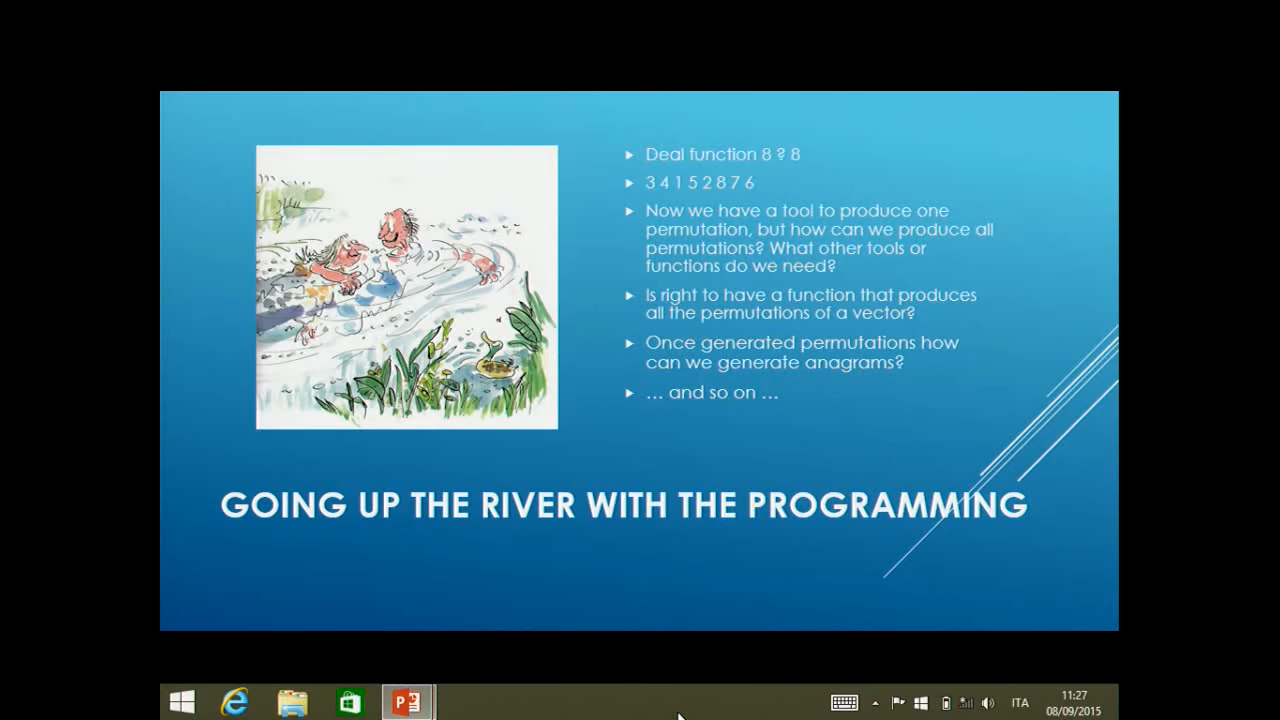 Deal function 8 ? 8
3 4 1 5 2 8 7 6
Now we have a tool to produce one
permutation, but how can we produce all
permutations? What other tools or
functions do we need?
Is right to have a function that produces
all the permutations of a vector?
Once generated permutations how
can we generate anagrams?
... and so on ...
GOING UP THE RIVER WITH THE PROGRAMMING
ITA
11:27
08/09/2015